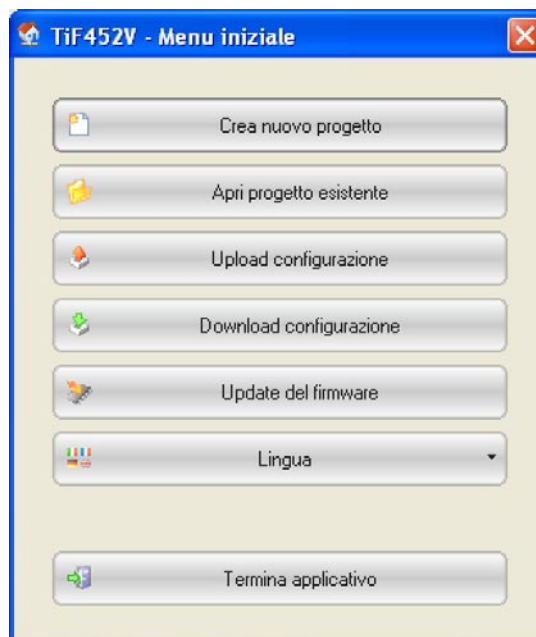 TiF452V - Menu iniziale
Crea nuovo progetto
Apri progetto esistente
Upload configurazione
Download configurazione
Update del firmware
Lingua
Termina applicativo